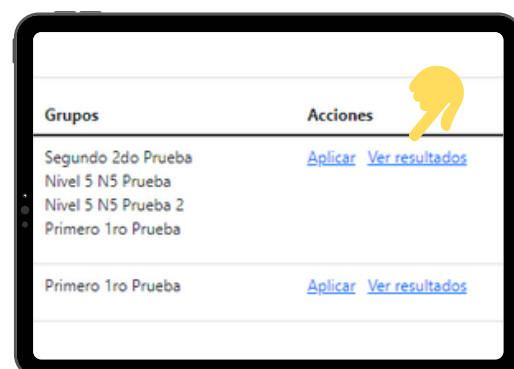 Grupos Acciones
Segundo 2do Prueba Aplicar Ver resultados
Nivel 5 N5 Prueba
Nivel 5 N5 Prueba 2
Primero 1ro Prueba
Primero 1ro Prueba Aplicar Ver resultados